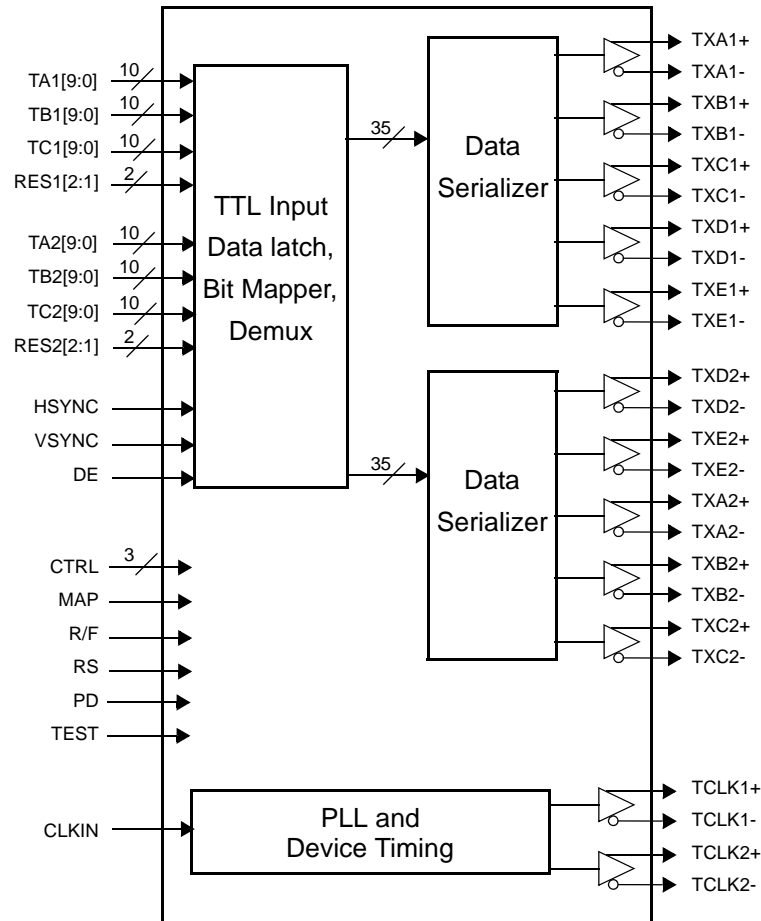 TA1[9:0]
10
TB1[9:0]
10
TC1[9:0]
10
RES1[2:1]
2
TA2[9:0]
10
TB2[9:0]
10
TC2[9:0]
10
RES2[2:1]
2
HSYNC
VSYNC
DE
CTRL
3
MAP
R/F
RS
PD
TEST
CLKIN
TTL Input
Data latch,
Bit Mapper,
Demux
35
35
Data
Serializer
Data
Serializer
PLL and
Device Timing
TXA1+
TXA1-
TXB1+
TXB1-
TXC1+
TXC1-
TXD1+
TXD1-
TXE1+
TXE1-
TXD2+
TXD2-
TXE2+
TXE2-
TXA2+
TXA2-
TXB2+
TXB2-
TXC2+
TXC2-
TCLK1+
TCLK1-
TCLK2+
TCLK2-